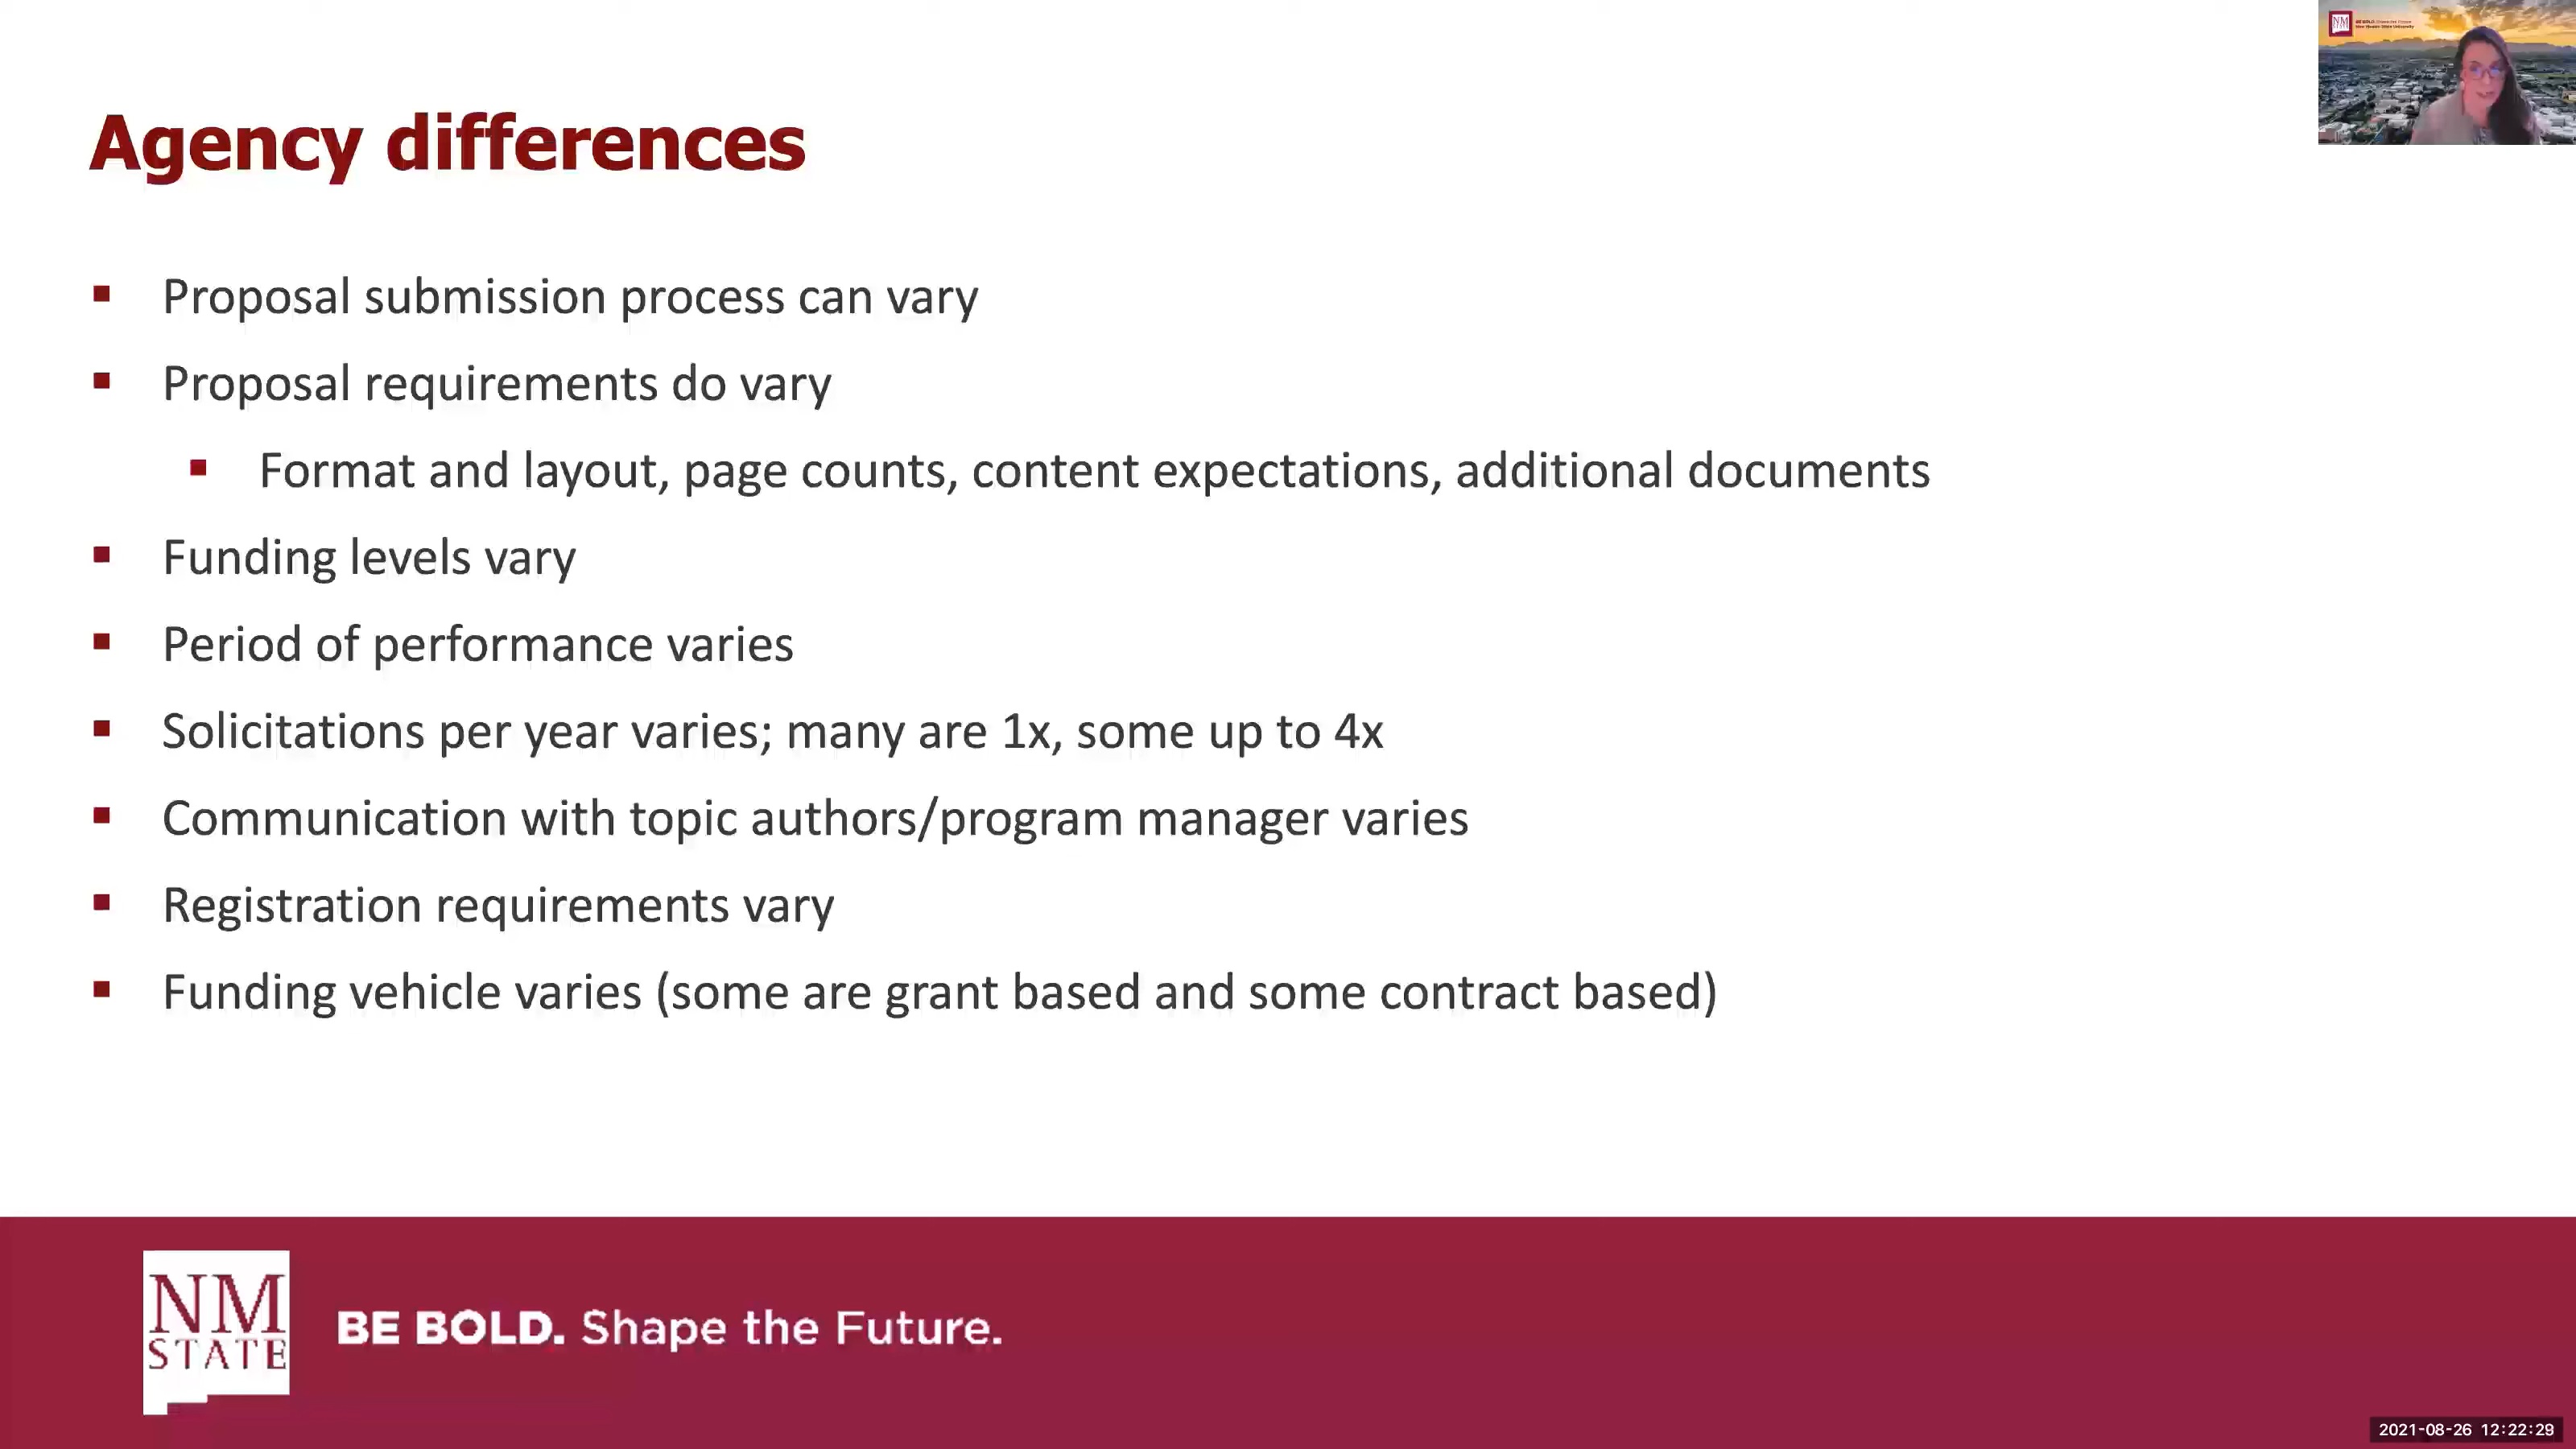 Agency differences
Proposal submission process can vary
Proposal requirements do vary
Format and layout, page counts, content expectations, additional documents
Funding levels vary
Period of performance varies
Solicitations per year varies; many are 1x, some up to 4x
Communication with topic authors/program manager varies
Registration requirements vary
Funding vehicle varies (some are grant based and some contract based)
NM
STATE
BE BOLD. Shape the Future.
2021-08-26 12:22:29